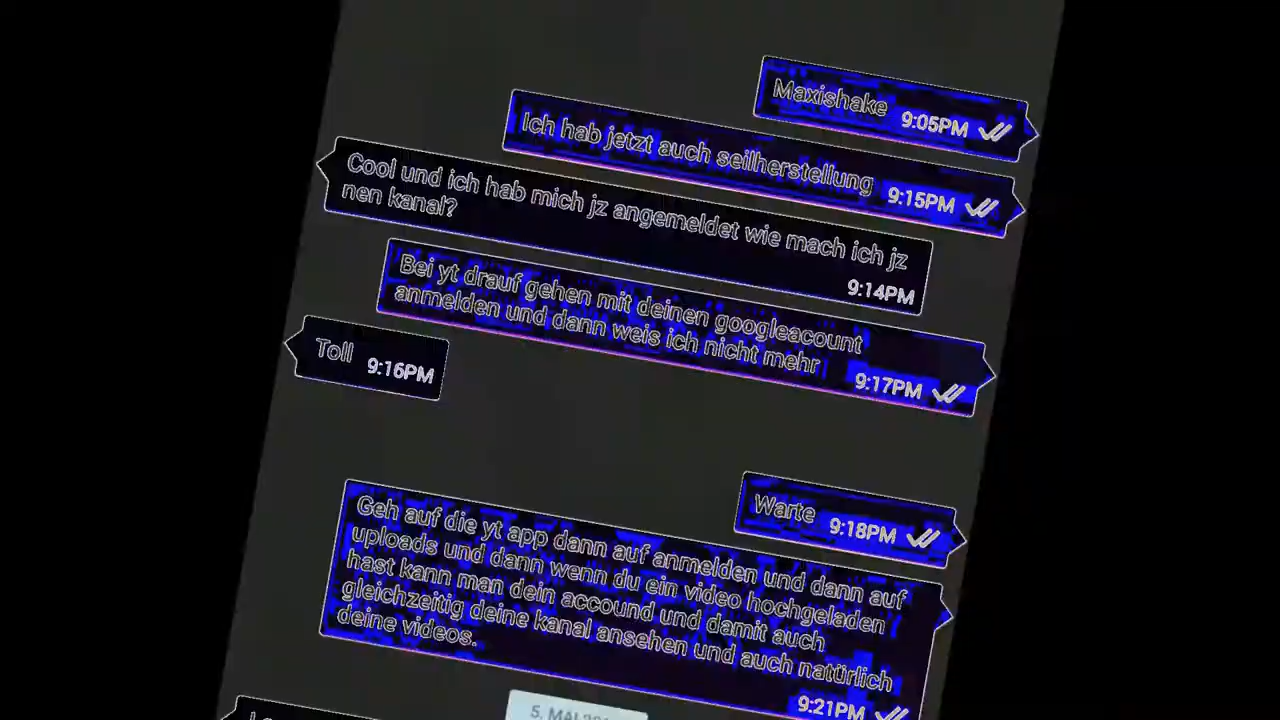 Maxishake
9:05PM
Ich hab jetzt auch seilherstellung
9:15PM
Cool und ich hab mich jz angemeldet wie mach ich jz
nen kanal?
9:14PM
Bei yt drauf gehen mit deinen googleacount
anmelden und dann weis ich nicht mehr
9:17PM
Toll
9:16PM
Warte
9:18PM
Geh auf die yt app dann auf anmelden und dann auf
uploads und dann wenn du ein video hochgeladen
hast kann man dein accound und damit auch
gleichzeitig deine kanal ansehen und auch natürlich
deine videos.
9:21PM
5. MAI